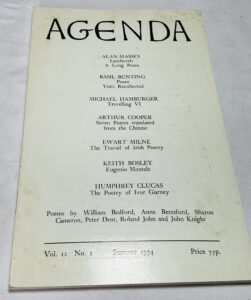 AGENDA
ALAN MASSEY
Leechcraft
A Long Poem
BASIL BUNTING
Poem
Yeats Recollected
MICHAEL HAMBURGER
Travelling VI
ARTHUR COOPER
Seven Poems translated
from the Chinese
EWART MILNE
The Travail of Irish Poetry
KEITH BOSLEY
Eugenio Montale
HUMPHREY CLUCAS
The Poetry of Ivor Gurney
Poems by William Bedford, Anne Beresford, Sharon
Cameron, Peter Dent, Roland John and John Knight
Vol. 12 No. 2 Summer 1974 Price 75p.